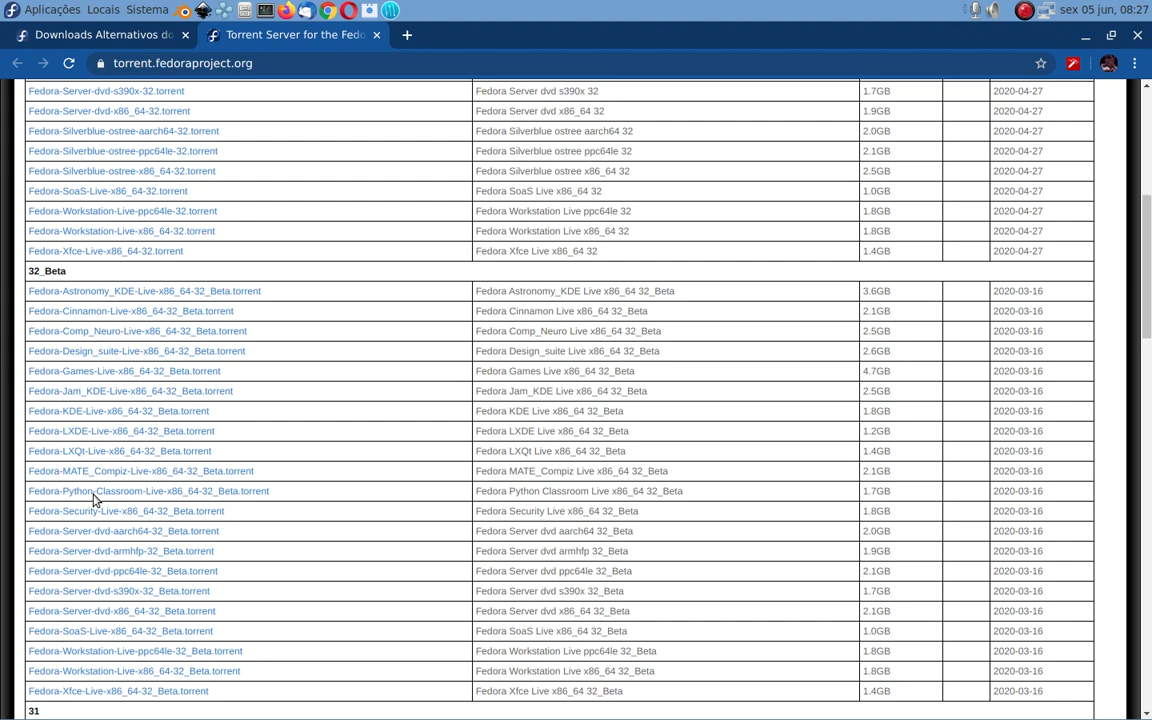 Aplicações Locais Sistema sex 05 jun, 08:27
Downloads Alternativos do Torrent Server for the Fedo
torrent.fedoraproject.org
Fedora-Server-dvd-s390x-32.torrent Fedora Server dvd s390x 32 1.7GB 2020-04-27
Fedora-Server-dvd-x86_64-32.torrent Fedora Server dvd x86_64 32 1.9GB 2020-04-27
Fedora-Silverblue-ostree-aarch64-32.torrent Fedora Silverblue ostree aarch64 32 2.0GB 2020-04-27
Fedora-Silverblue-ostree-ppc64le-32.torrent Fedora Silverblue ostree ppc64le 32 2.1GB 2020-04-27
Fedora-Silverblue-ostree-x86_64-32.torrent Fedora Silverblue ostree x86_64 32 2.5GB 2020-04-27
Fedora-SoaS-Live-x86_64-32.torrent Fedora SoaS Live x86_64 32 1.0GB 2020-04-27
Fedora-Workstation-Live-ppc64le-32.torrent Fedora Workstation Live ppc64le 32 1.8GB 2020-04-27
Fedora-Workstation-Live-x86_64-32.torrent Fedora Workstation Live x86_64 32 1.8GB 2020-04-27
Fedora-Xfce-Live-x86_64-32.torrent Fedora Xfce Live x86_64 32 1.4GB 2020-04-27
32_Beta
Fedora-Astronomy_KDE-Live-x86_64-32_Beta.torrent Fedora Astronomy_KDE Live x86_64 32_Beta 3.6GB 2020-03-16
Fedora-Cinnamon-Live-x86_64-32_Beta.torrent Fedora Cinnamon Live x86_64 32_Beta 2.1GB 2020-03-16
Fedora-Comp_Neuro-Live-x86_64-32_Beta.torrent Fedora Comp_Neuro Live x86_64 32_Beta 2.5GB 2020-03-16
Fedora-Design_suite-Live-x86_64-32_Beta.torrent Fedora Design_suite Live x86_64 32_Beta 2.6GB 2020-03-16
Fedora-Games-Live-x86_64-32_Beta.torrent Fedora Games Live x86_64 32_Beta 4.7GB 2020-03-16
Fedora-Jam_KDE-Live-x86_64-32_Beta.torrent Fedora Jam_KDE Live x86_64 32_Beta 2.5GB 2020-03-16
Fedora-KDE-Live-x86_64-32_Beta.torrent Fedora KDE Live x86_64 32_Beta 1.8GB 2020-03-16
Fedora-LXDE-Live-x86_64-32_Beta.torrent Fedora LXDE Live x86_64 32_Beta 1.2GB 2020-03-16
Fedora-LXQt-Live-x86_64-32_Beta.torrent Fedora LXQt Live x86_64 32_Beta 1.4GB 2020-03-16
Fedora-MATE_Compiz-Live-x86_64-32_Beta.torrent Fedora MATE_Compiz Live x86_64 32_Beta 2.1GB 2020-03-16
Fedora-Python-Classroom-Live-x86_64-32_Beta.torrent Fedora Python Classroom Live x86_64 32_Beta 1.7GB 2020-03-16
Fedora-Security-Live-x86_64-32_Beta.torrent Fedora Security Live x86_64 32_Beta 1.8GB 2020-03-16
Fedora-Server-dvd-aarch64-32_Beta.torrent Fedora Server dvd aarch64 32_Beta 2.0GB 2020-03-16
Fedora-Server-dvd-armhfp-32_Beta.torrent Fedora Server dvd armhfp 32_Beta 1.9GB 2020-03-16
Fedora-Server-dvd-ppc64le-32_Beta.torrent Fedora Server dvd ppc64le 32_Beta 2.1GB 2020-03-16
Fedora-Server-dvd-s390x-32_Beta.torrent Fedora Server dvd s390x 32_Beta 1.7GB 2020-03-16
Fedora-Server-dvd-x86_64-32_Beta.torrent Fedora Server dvd x86_64 32_Beta 2.1GB 2020-03-16
Fedora-SoaS-Live-x86_64-32_Beta.torrent Fedora SoaS Live x86_64 32_Beta 1.0GB 2020-03-16
Fedora-Workstation-Live-ppc64le-32_Beta.torrent Fedora Workstation Live ppc64le 32_Beta 1.8GB 2020-03-16
Fedora-Workstation-Live-x86_64-32_Beta.torrent Fedora Workstation Live x86_64 32_Beta 1.8GB 2020-03-16
Fedora-Xfce-Live-x86_64-32_Beta.torrent Fedora Xfce Live x86_64 32_Beta 1.4GB 2020-03-16
31